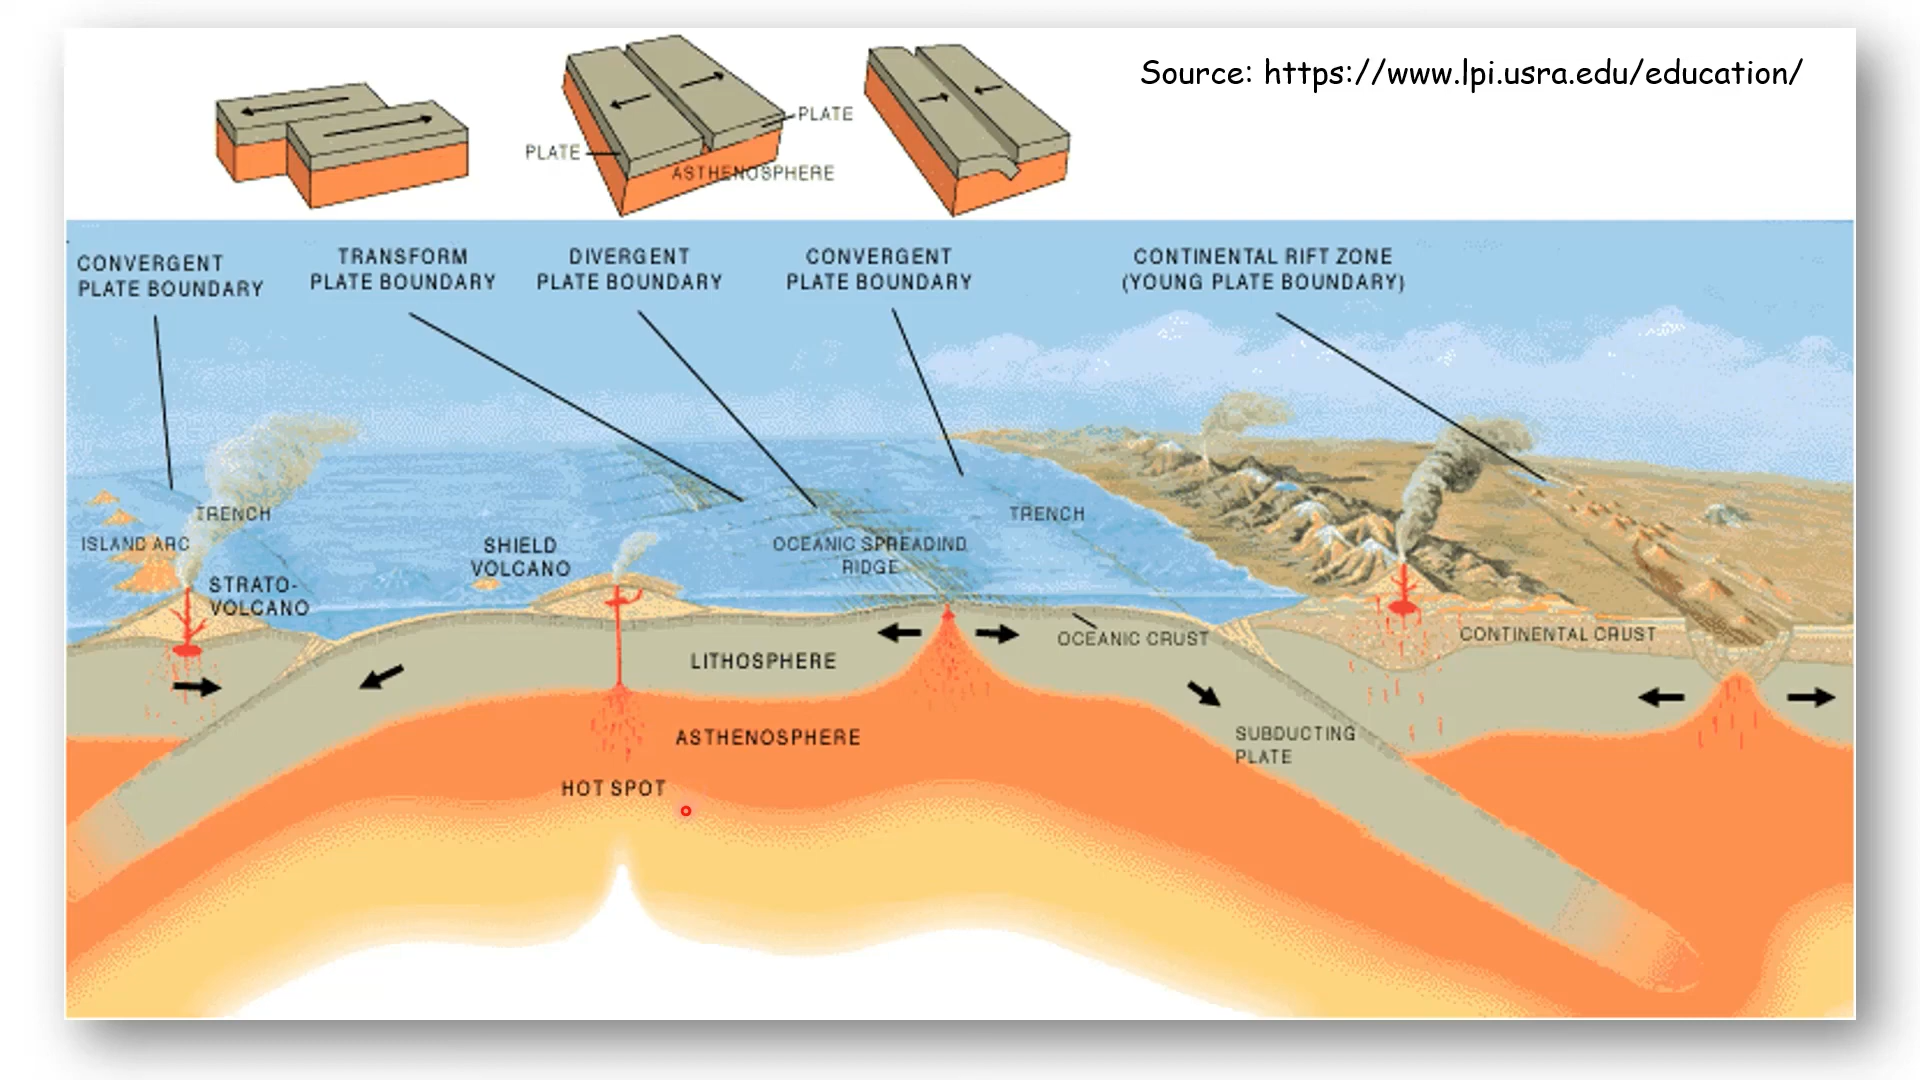 Source: https://www.lpi.usra.edu/education/
PLATE
PLATE
ASTHENOSPHERE
CONVERGENT
PLATE BOUNDARY
TRANSFORM
PLATE BOUNDARY
DIVERGENT
PLATE BOUNDARY
CONVERGENT
PLATE BOUNDARY
CONTINENTAL RIFT ZONE
(YOUNG PLATE BOUNDARY)
TRENCH
ISLAND ARC
STRATO-
VOLCANO
SHIELD
VOLCANO
OCEANIC SPREADIND
RIDGE
TRENCH
OCEANIC CRUST
CONTINENTAL CRUST
LITHOSPHERE
ASTHENOSPHERE
SUBDUCTING
PLATE
HOT SPOT